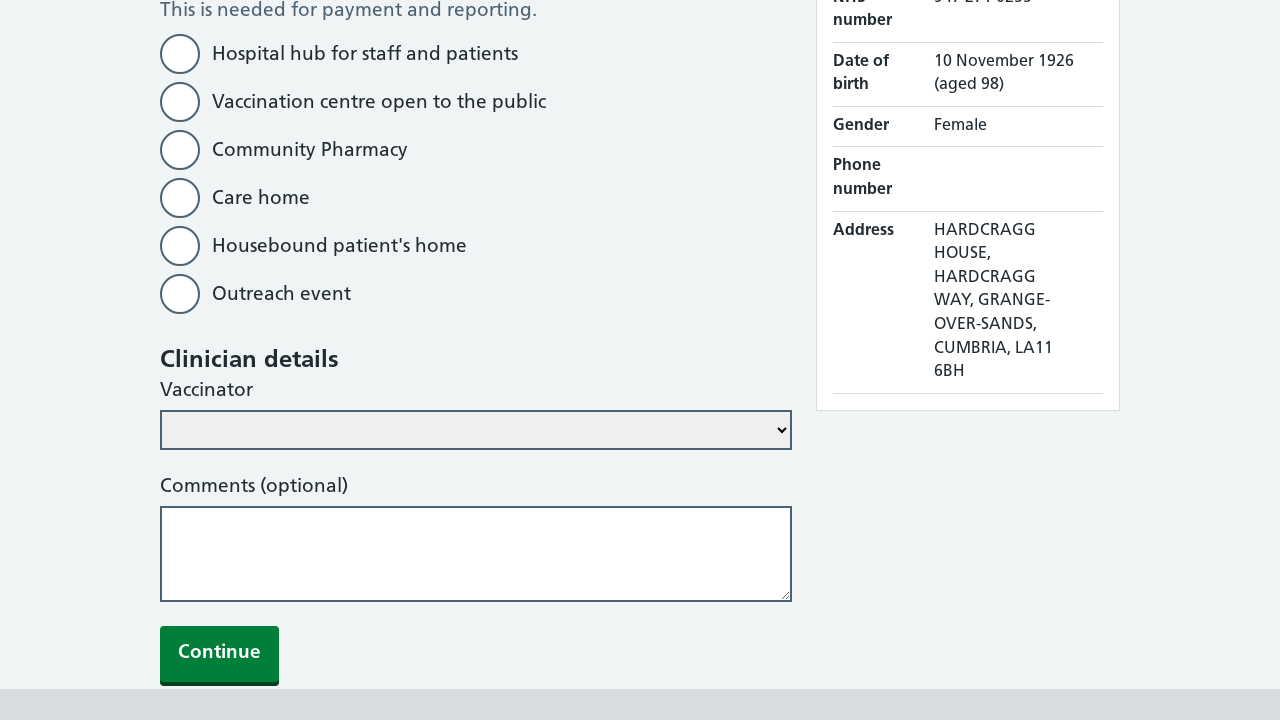 This is needed for payment and reporting.
Hospital hub for staff and patients
Vaccination centre open to the public
Community Pharmacy
Care home
Housebound patient's home
Outreach event
Clinician details
Vaccinator
Comments (optional)
Continue
number
Date of birth
10 November 1926
(aged 98)
Gender
Female
Phone number
Address
HARDCRAGG
HOUSE,
HARDCRAGG
WAY, GRANGE-
OVER-SANDS,
CUMBRIA, LA11
6BH